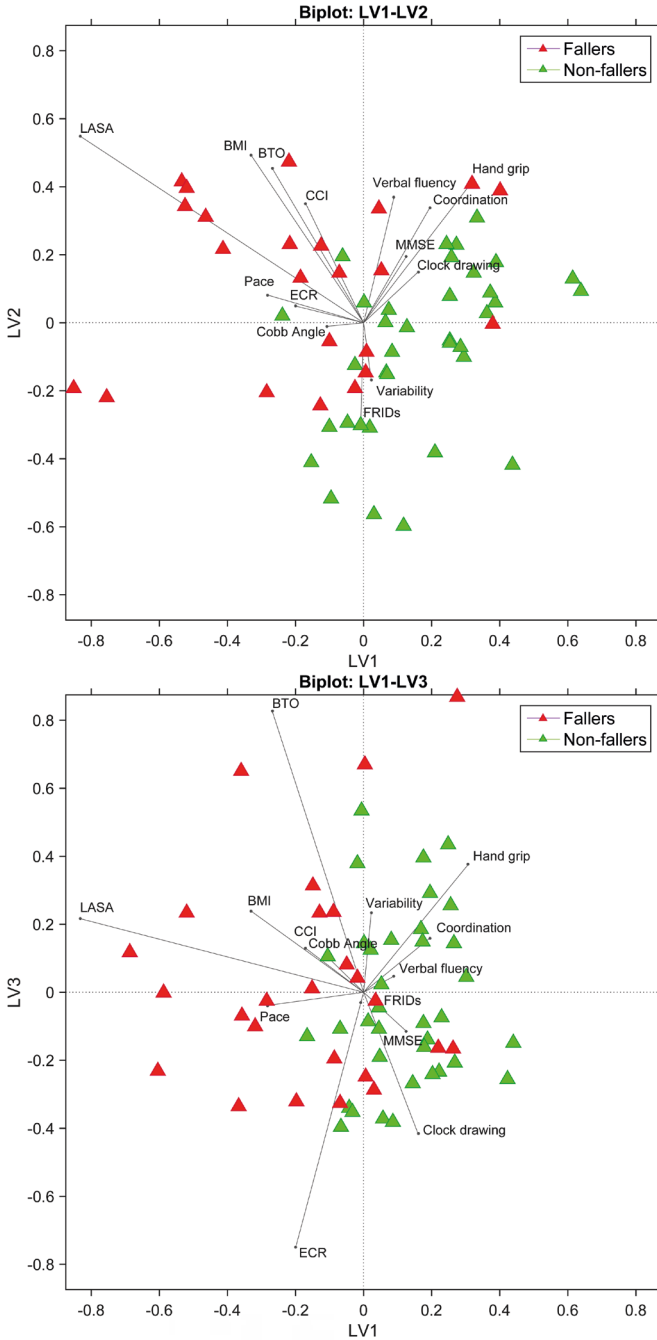 Biplot: LV1-LV2
Fallers
Non-fallers
0.8
0.6
0.4
0.2
0
-0.2
-0.4
-0.6
-0.8
LV2
LASA
BMI
BTO
CCI
Verbal fluency
Hand grip
Coordination
MMSE
Clock drawing
Pace
ECR
Cobb Angle
Variability
FRIDs
-0.8 -0.6 -0.4 -0.2 0 0.2 0.4 0.6 0.8
LV1
Biplot: LV1-LV3
BTO
Fallers
Non-fallers
0.8
0.6
0.4
0.2
0
-0.2
-0.4
-0.6
-0.8
LV3
Hand grip
LASA
BMI
Variability
CCI
Cobb Angle
Coordination
Verbal fluency
FRIDs
Pace
MMSE
Clock drawing
ECR
-0.8 -0.6 -0.4 -0.2 0 0.2 0.4 0.6 0.8
LV1